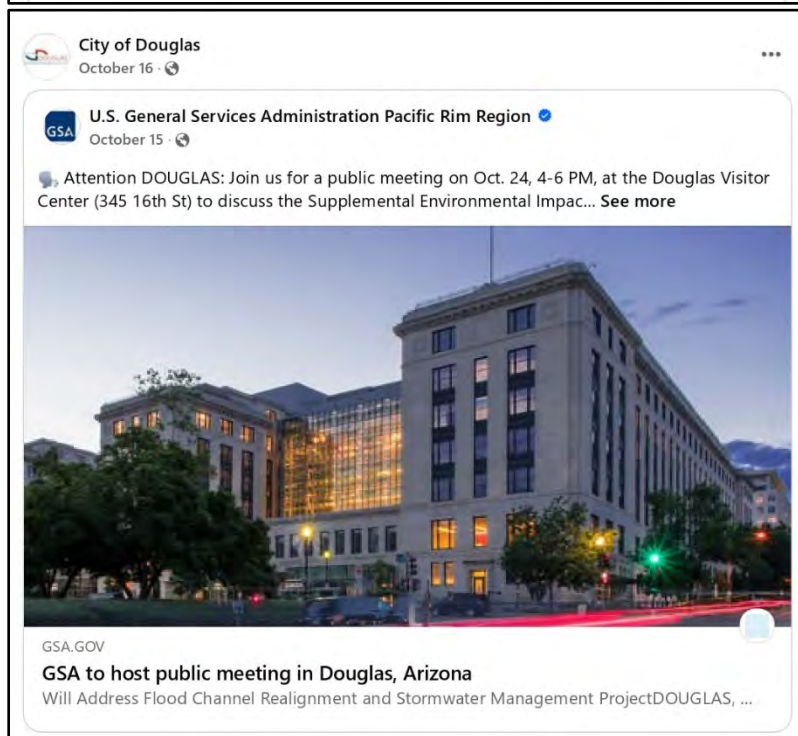 City of Douglas
October 16 ·
U.S. General Services Administration Pacific Rim Region
GSA
October 15 ·
Attention DOUGLAS: Join us for a public meeting on Oct. 24, 4-6 PM, at the Douglas Visitor
Center (345 16th St) to discuss the Supplemental Environmental Impac... See more
GSA.GOV
GSA to host public meeting in Douglas, Arizona
Will Address Flood Channel Realignment and Stormwater Management ProjectDOUGLAS, ...